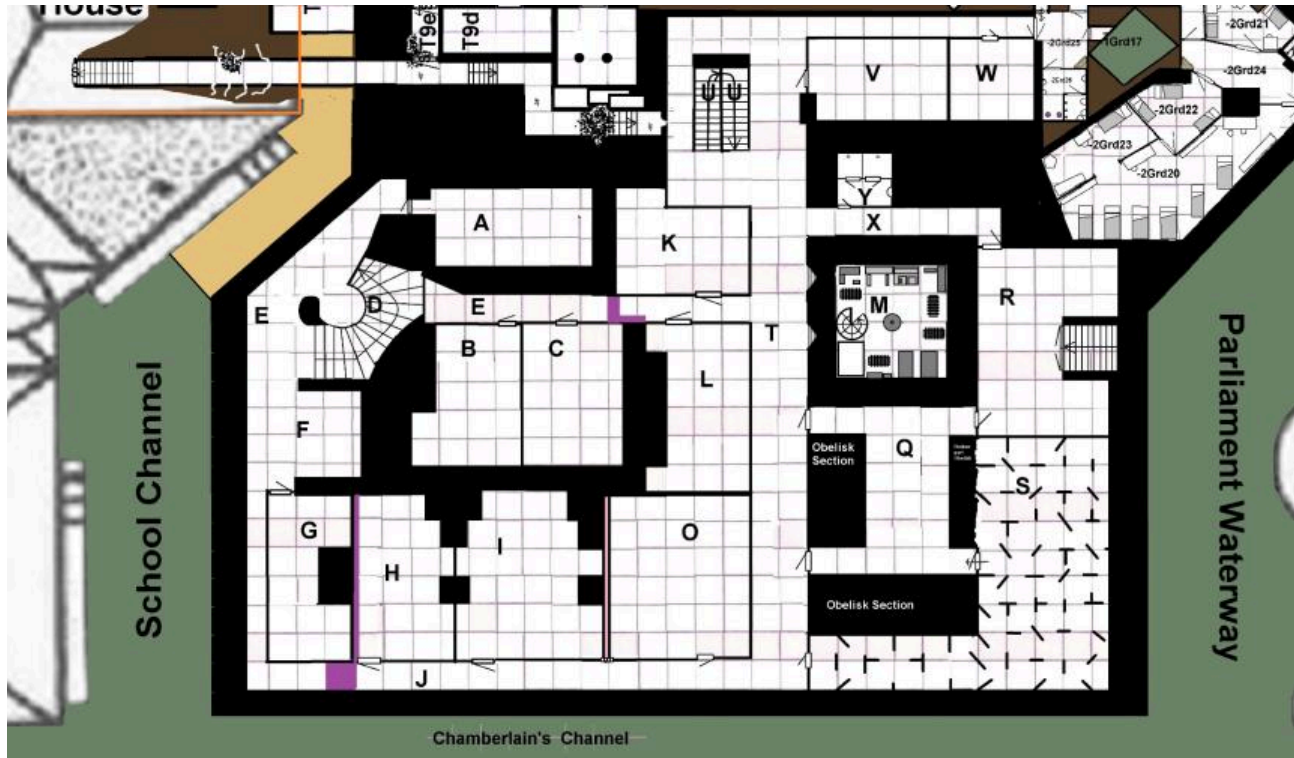 House
T9e
T9d
-2Grd21
-2Grd25
-1Grd17
-2Grd24
V
W
-2Grd26
-2Grd22
-2Grd23
-2Grd20
Y
A
X
K
D
E
E
M
R
T
B
C
L
F
Obelisk
Section
Q
S
G
I
O
H
Obelisk Section
J
School Channel
Parliament Waterway
Chamberlain's Channel